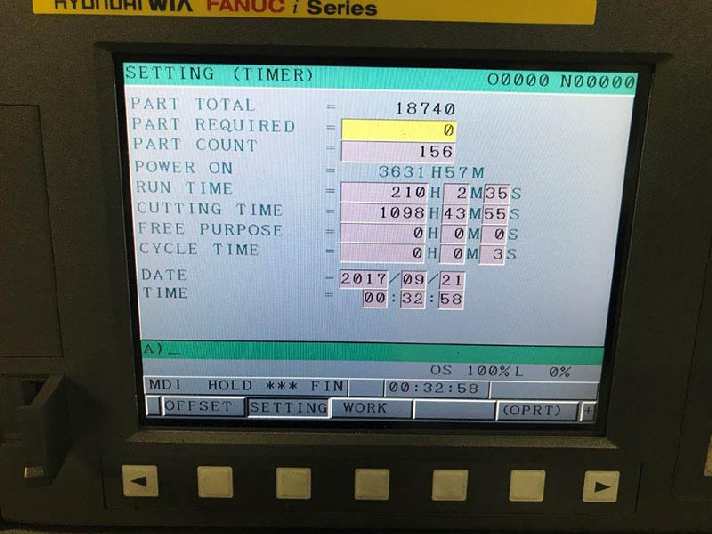 HYUNDAI WIA FANUC i Series
SETTING (TIMER) O0000 N00000
PART TOTAL = 18740
PART REQUIRED = 0
PART COUNT = 156
POWER ON = 3631H57M
RUN TIME = 210H 2M35S
CUTTING TIME = 1098H43M55S
FREE PURPOSE = 0H 0M 0S
CYCLE TIME = 0H 0M 3S
DATE = 2017/09/21
TIME = 00:32:58
A)_
OS 100% L 0%
MDI HOLD *** FIN 00:32:58
OFFSET SETTING WORK (OPRT) +